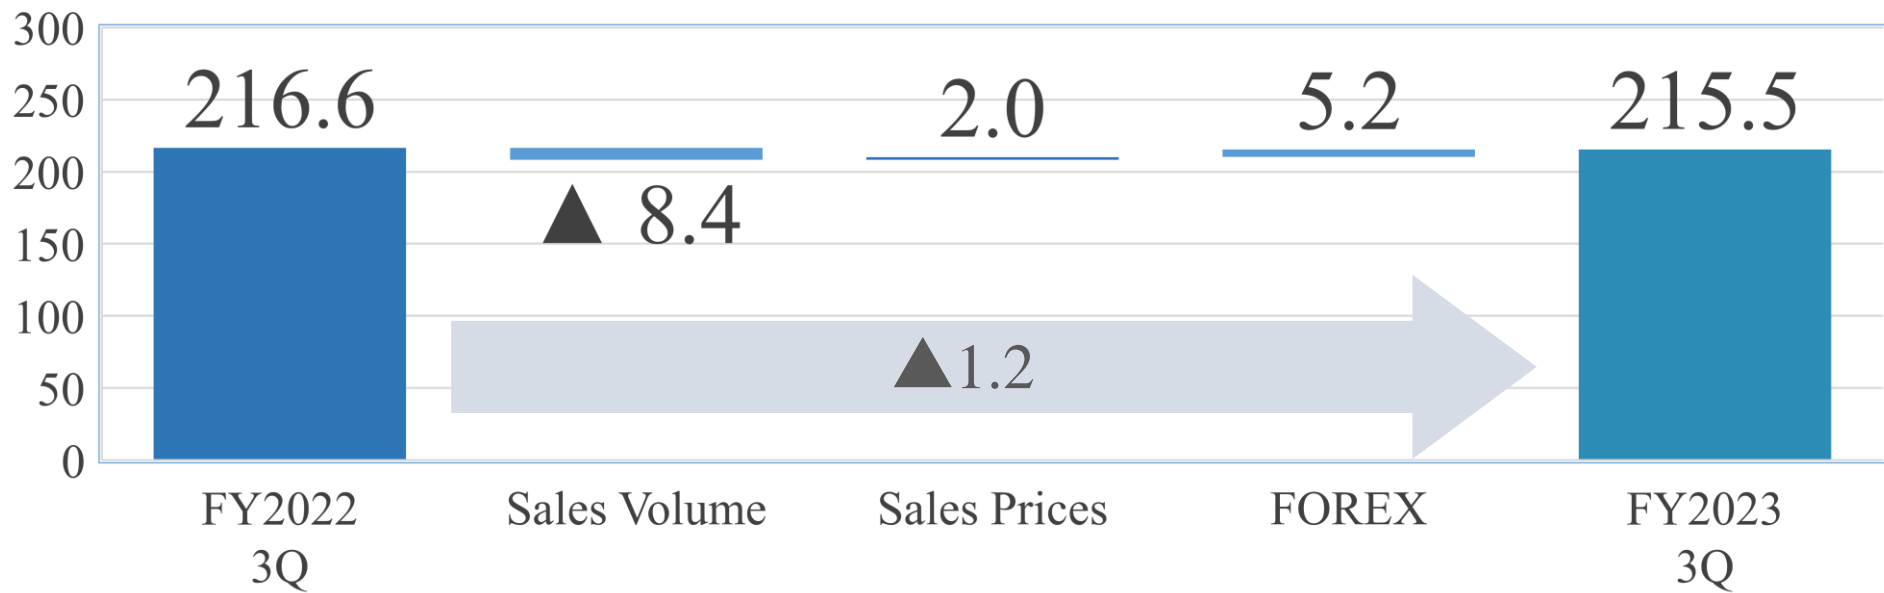 300
250
200
150
100
50
0
216.6
▲ 8.4
2.0
5.2
215.5
▲1.2
FY2022
3Q
Sales Volume
Sales Prices
FOREX
FY2023
3Q